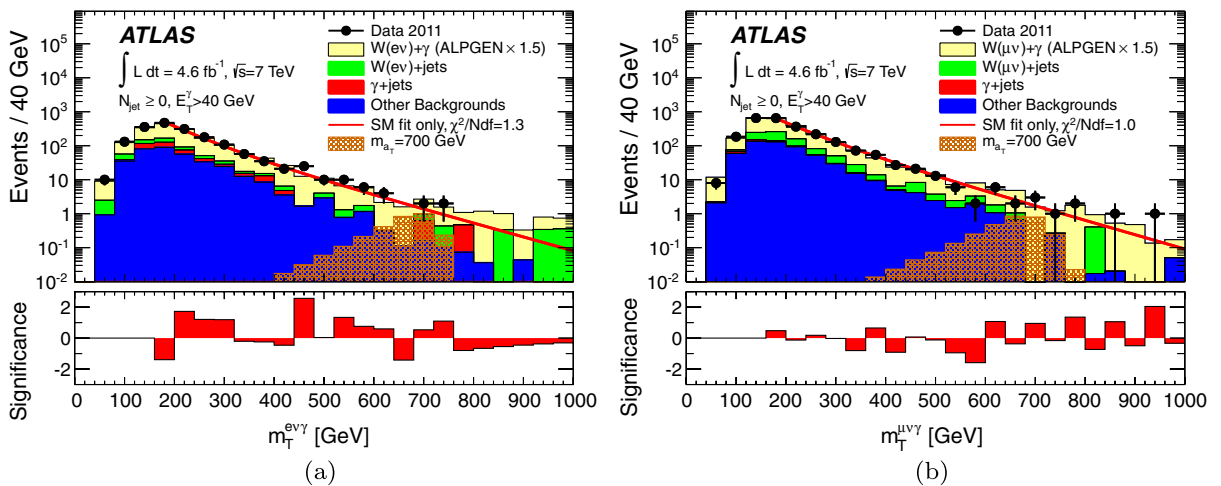 Events / 40 GeV
10⁵
10⁴
10³
10²
10
1
10⁻¹
10⁻²
ATLAS
∫ L dt = 4.6 fb⁻¹, √s=7 TeV
N_jet ≥ 0, E_T^γ>40 GeV
Data 2011
W(eν)+γ (ALPGEN × 1.5)
W(eν)+jets
γ+jets
Other Backgrounds
SM fit only, χ²/Ndf=1.3
m_{a_T}=700 GeV
Significance
2
0
-2
0 100 200 300 400 500 600 700 800 900 1000
m_T^{eνγ} [GeV]
(a)
Events / 40 GeV
10⁵
10⁴
10³
10²
10
1
10⁻¹
10⁻²
ATLAS
∫ L dt = 4.6 fb⁻¹, √s=7 TeV
N_jet ≥ 0, E_T^γ>40 GeV
Data 2011
W(μν)+γ (ALPGEN × 1.5)
W(μν)+jets
γ+jets
Other Backgrounds
SM fit only, χ²/Ndf=1.0
m_{a_T}=700 GeV
Significance
2
0
-2
0 100 200 300 400 500 600 700 800 900 1000
m_T^{μνγ} [GeV]
(b)